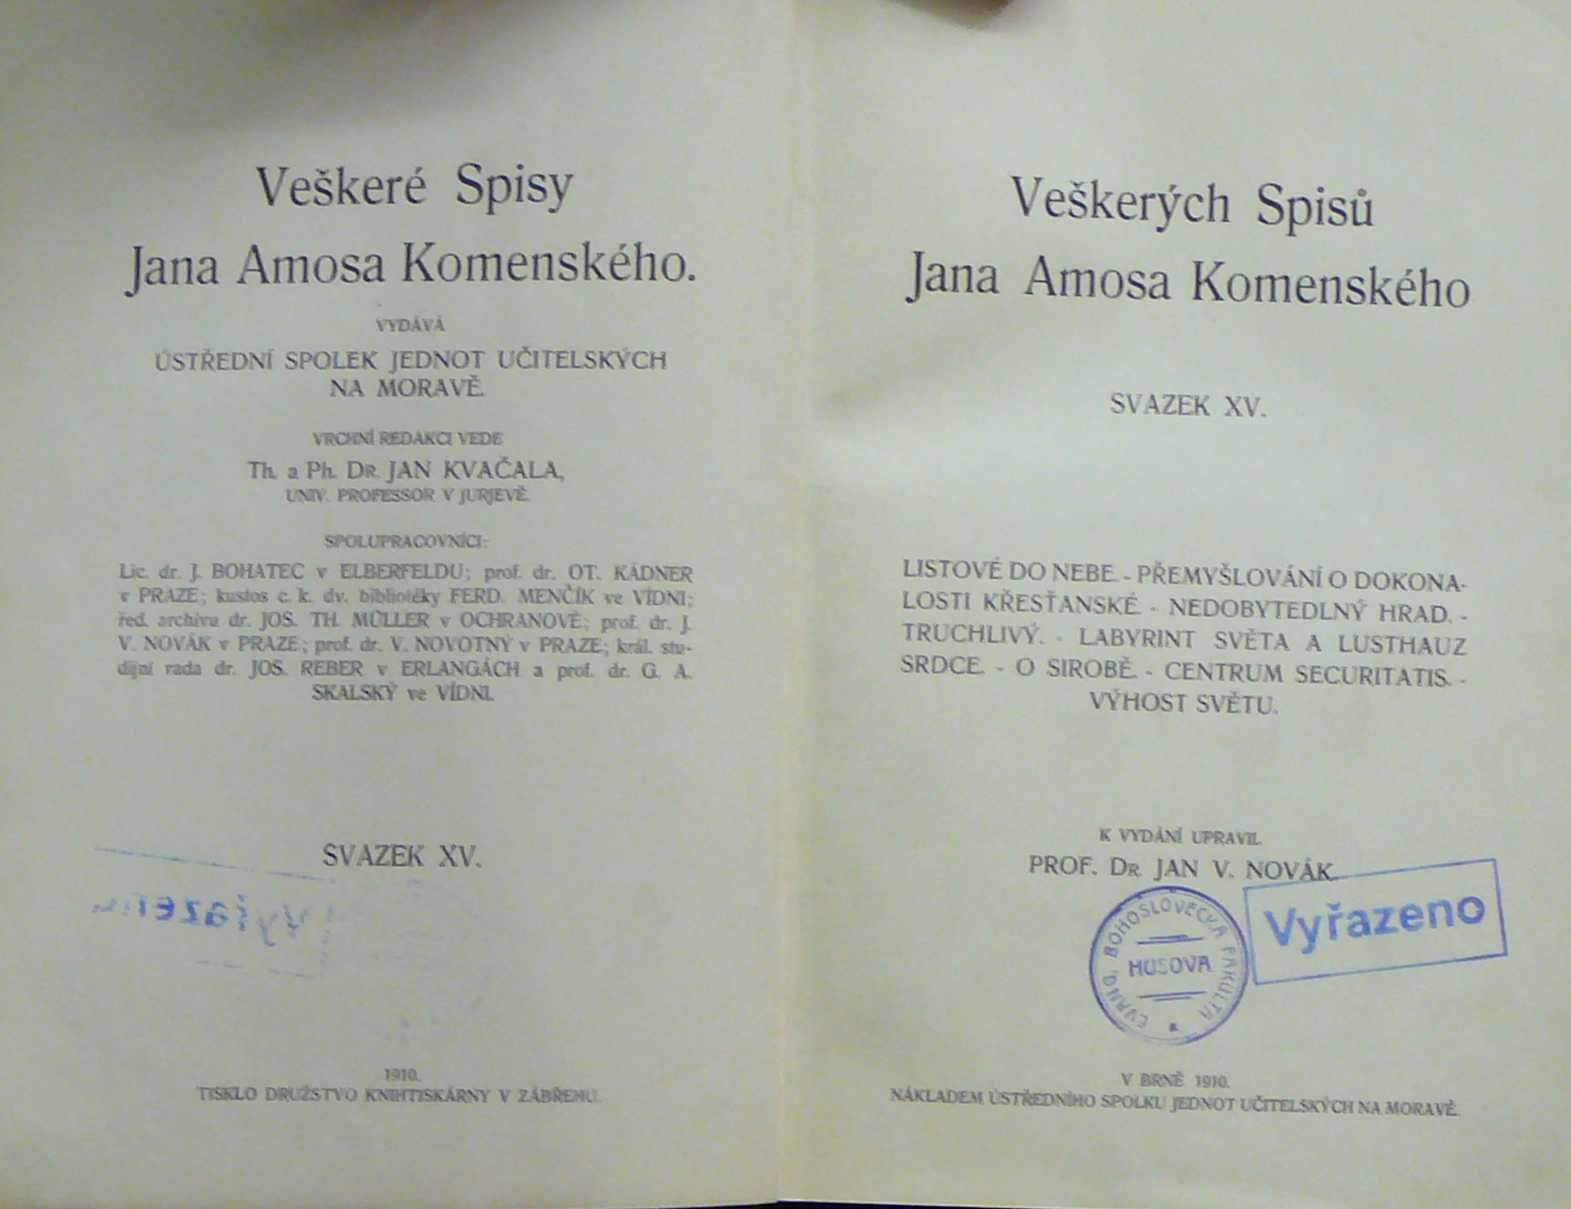 Veškeré Spisy
Jana Amosa Komenského.
VYDÁVÁ
ÚSTŘEDNÍ SPOLEK JEDNOT UČITELSKÝCH
NA MORAVĚ.
VRCHNÍ REDAKCI VEDE
Th. a Ph. DR. JAN KVAČALA,
UNIV. PROFESSOR V JURJEVĚ.
SPOLUPRACOVNÍCI:
Lic. dr. J. BOHATEC v ELBERFELDU; prof. dr. OT. KÁDNER
v PRAZE; kustos c. k. dv. bibliotéky FERD. MENČÍK ve VÍDNI;
řed. archivu dr. JOS. TH. MÜLLER v OCHRANOVĚ; prof. dr. J.
V. NOVÁK v PRAZE; prof. dr. V. NOVOTNÝ v PRAZE; král. stu-
dijní rada dr. JOS. REBER v ERLANGÁCH a prof. dr. G. A.
SKALSKÝ ve VÍDNI.
SVAZEK XV.
Vyřazeno
1910.
TISKLO DRUŽSTVO KNIHTISKÁRNY V ZÁBŘEHU.
Veškerých Spisů
Jana Amosa Komenského
SVAZEK XV.
LISTOVÉ DO NEBE. - PŘEMYŠLOVÁNÍ O DOKONA-
LOSTI KŘESŤANSKÉ. - NEDOBYTEDLNÝ HRAD. -
TRUCHLIVÝ. - LABYRINT SVĚTA A LUSTHAUZ
SRDCE. - O SIROBĚ. - CENTRUM SECURITATIS. -
VÝHOST SVĚTU.
K VYDÁNÍ UPRAVIL
PROF. DR JAN V. NOVÁK.
EVANG. BOHOSLOVECKÁ FAKULTA
HUSOVA
Vyřazeno
V BRNĚ 1910.
NÁKLADEM ÚSTŘEDNÍHO SPOLKU JEDNOT UČITELSKÝCH NA MORAVĚ.